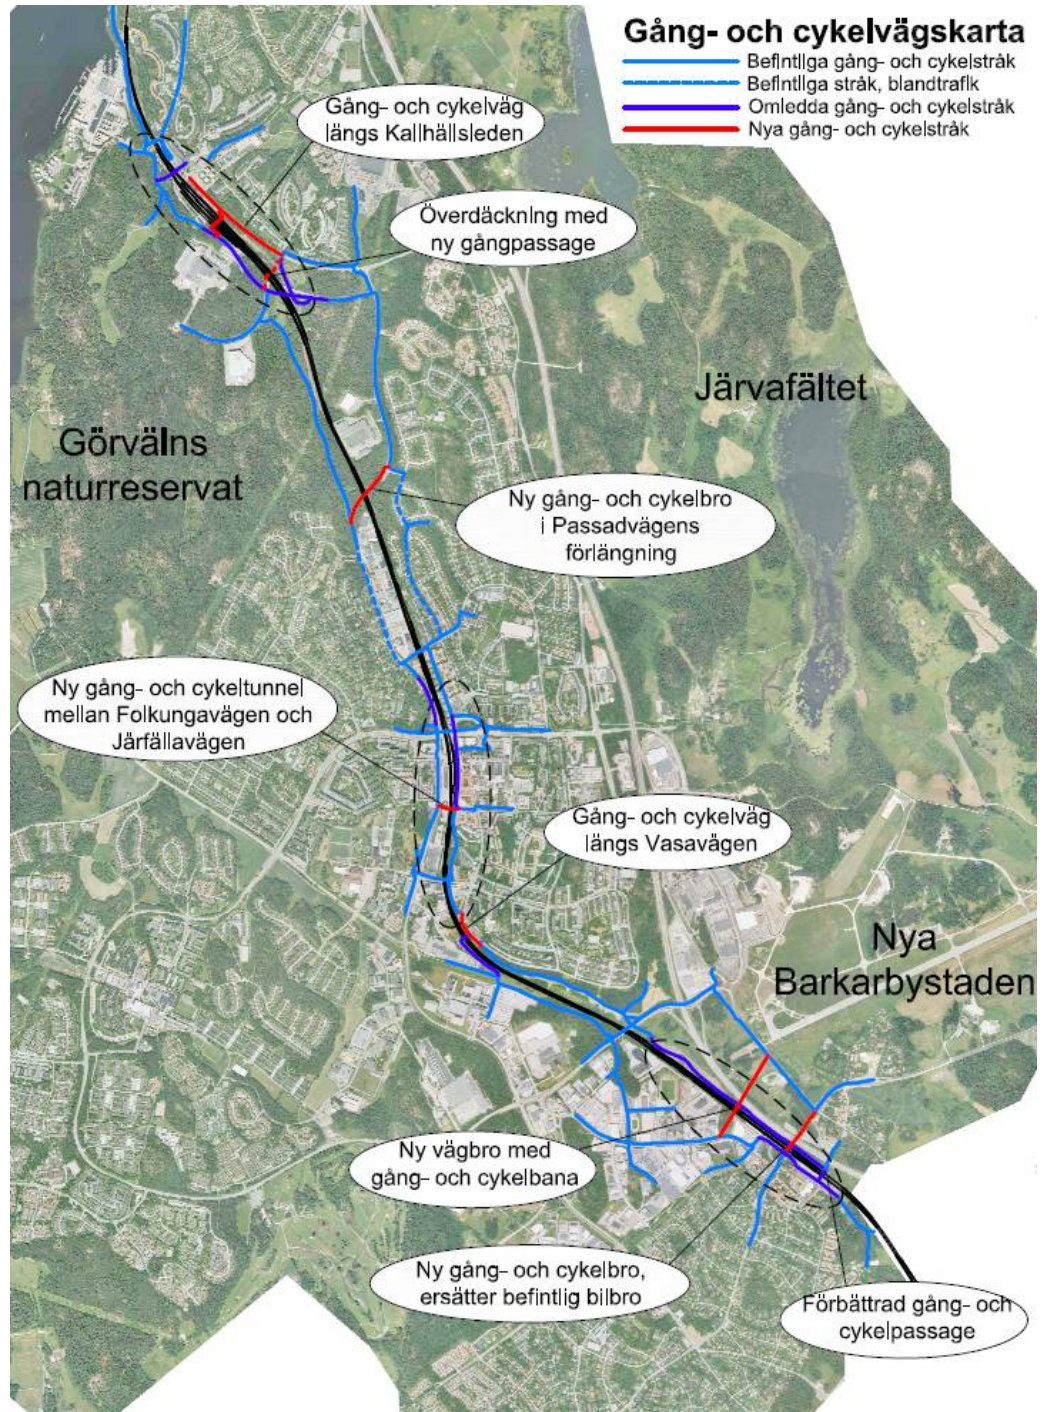 Gång- och cykelvägskarta
Befintliga gång- och cykelstråk
Befintliga stråk, blandtrafik
Omledda gång- och cykelstråk
Nya gång- och cykelstråk
Gång- och cykelväg
längs Kallhällsleden
Överdäckning med
ny gångpassage
Järvafältet
Görvälns
naturreservat
Ny gång- och cykelbro
i Passadvägens
förlängning
Ny gång- och cykeltunnel
mellan Folkungavägen och
Järfällavägen
Gång- och cykelväg
längs Vasavägen
Nya
Barkarbystaden
Ny vägbro med
gång- och cykelbana
Ny gång- och cykelbro,
ersätter befintlig bilbro
Förbättrad gång- och
cykelpassage